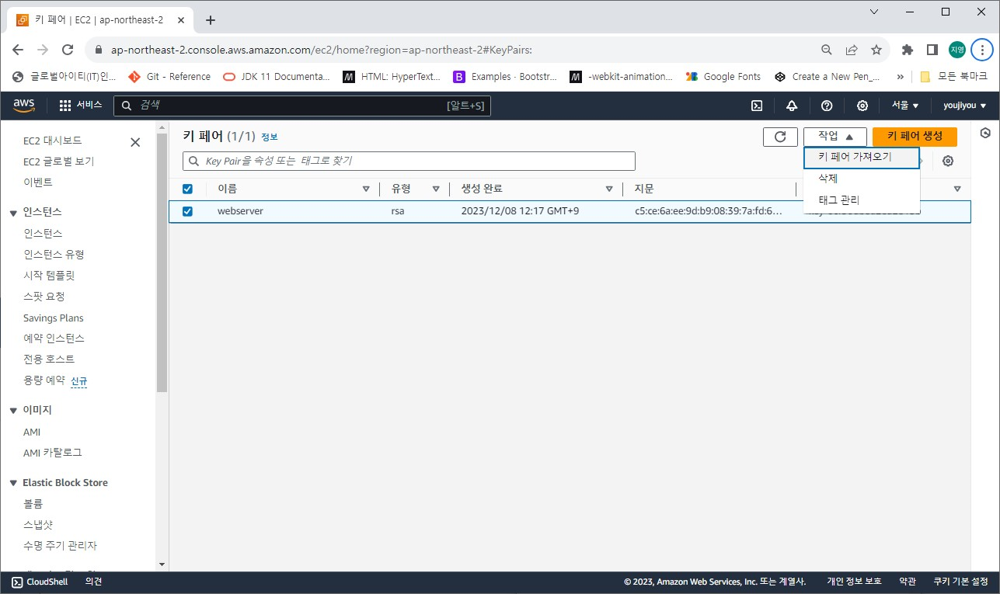 키 페어 | EC2 | ap-northeast-2
ap-northeast-2.console.aws.amazon.com/ec2/home?region=ap-northeast-2#KeyPairs:
지영
글로벌아이티(IT)인...
Git - Reference
JDK 11 Documenta...
HTML: HyperText...
Examples · Bootstr...
-webkit-animation...
Google Fonts
Create a New Pen_...
»
모든 북마크
aws
서비스
검색
[알트+S]
서울
youjiyou
EC2 대시보드
EC2 글로벌 보기
이벤트
인스턴스
인스턴스
인스턴스 유형
시작 템플릿
스팟 요청
Savings Plans
예약 인스턴스
전용 호스트
용량 예약 신규
이미지
AMI
AMI 카탈로그
Elastic Block Store
볼륨
스냅샷
수명 주기 관리자
키 페어 (1/1) 정보
작업
키 페어 생성
Key Pair을 속성 또는 태그로 찾기
키 페어 가져오기
삭제
태그 관리
이름
유형
생성 완료
지문
webserver
rsa
2023/12/08 12:17 GMT+9
c5:ce:6a:ee:9d:b9:08:39:7a:fd:6...
CloudShell
의견
© 2023, Amazon Web Services, Inc. 또는 계열사.
개인 정보 보호
약관
쿠키 기본 설정